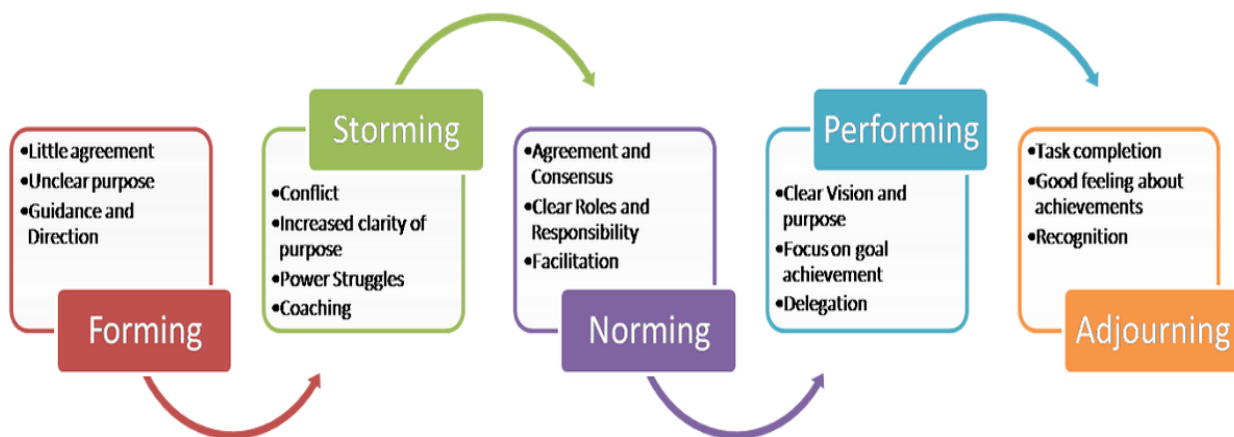 •Little agreement
•Unclear purpose
•Guidance and
Direction
Forming
Storming
•Conflict
•Increased clarity of
purpose
•Power Struggles
•Coaching
•Agreement and
Consensus
•Clear Roles and
Responsibility
•Facilitation
Norming
Performing
•Clear Vision and
purpose
•Focus on goal
achievement
•Delegation
•Task completion
•Good feeling about
achievements
•Recognition
Adjourning